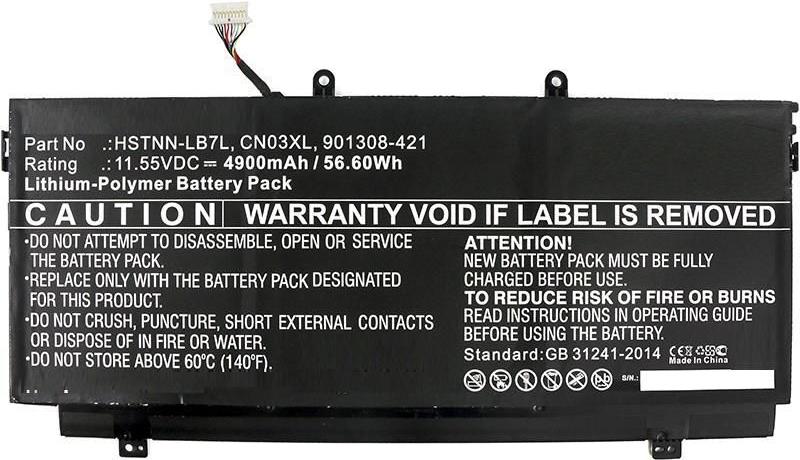 Part No .:HSTNN-LB7L, CN03XL, 901308-421
Rating .:11.55VDC⎓ 4900mAh / 56.60Wh
Lithium-Polymer Battery Pack
CAUTION WARRANTY VOID IF LABEL IS REMOVED
•DO NOT ATTEMPT TO DISASSEMBLE, OPEN OR SERVICE
THE BATTERY PACK.
•REPLACE ONLY WITH THE BATTERY PACK DESIGNATED
FOR THIS PRODUCT.
•DO NOT CRUSH, PUNCTURE, SHORT EXTERNAL CONTACTS
OR DISPOSE OF IN FIRE OR WATER.
•DO NOT STORE ABOVE 60°C (140°F).
ATTENTION!
NEW BATTERY PACK MUST BE FULLY
CHARGED BEFORE USE.
TO REDUCE RISK OF FIRE OR BURNS
READ INSTRUCTIONS IN OPERATING GUIDE
BEFORE USING THE BATTERY.
Standard:GB 31241-2014
Made in China
S/N.: